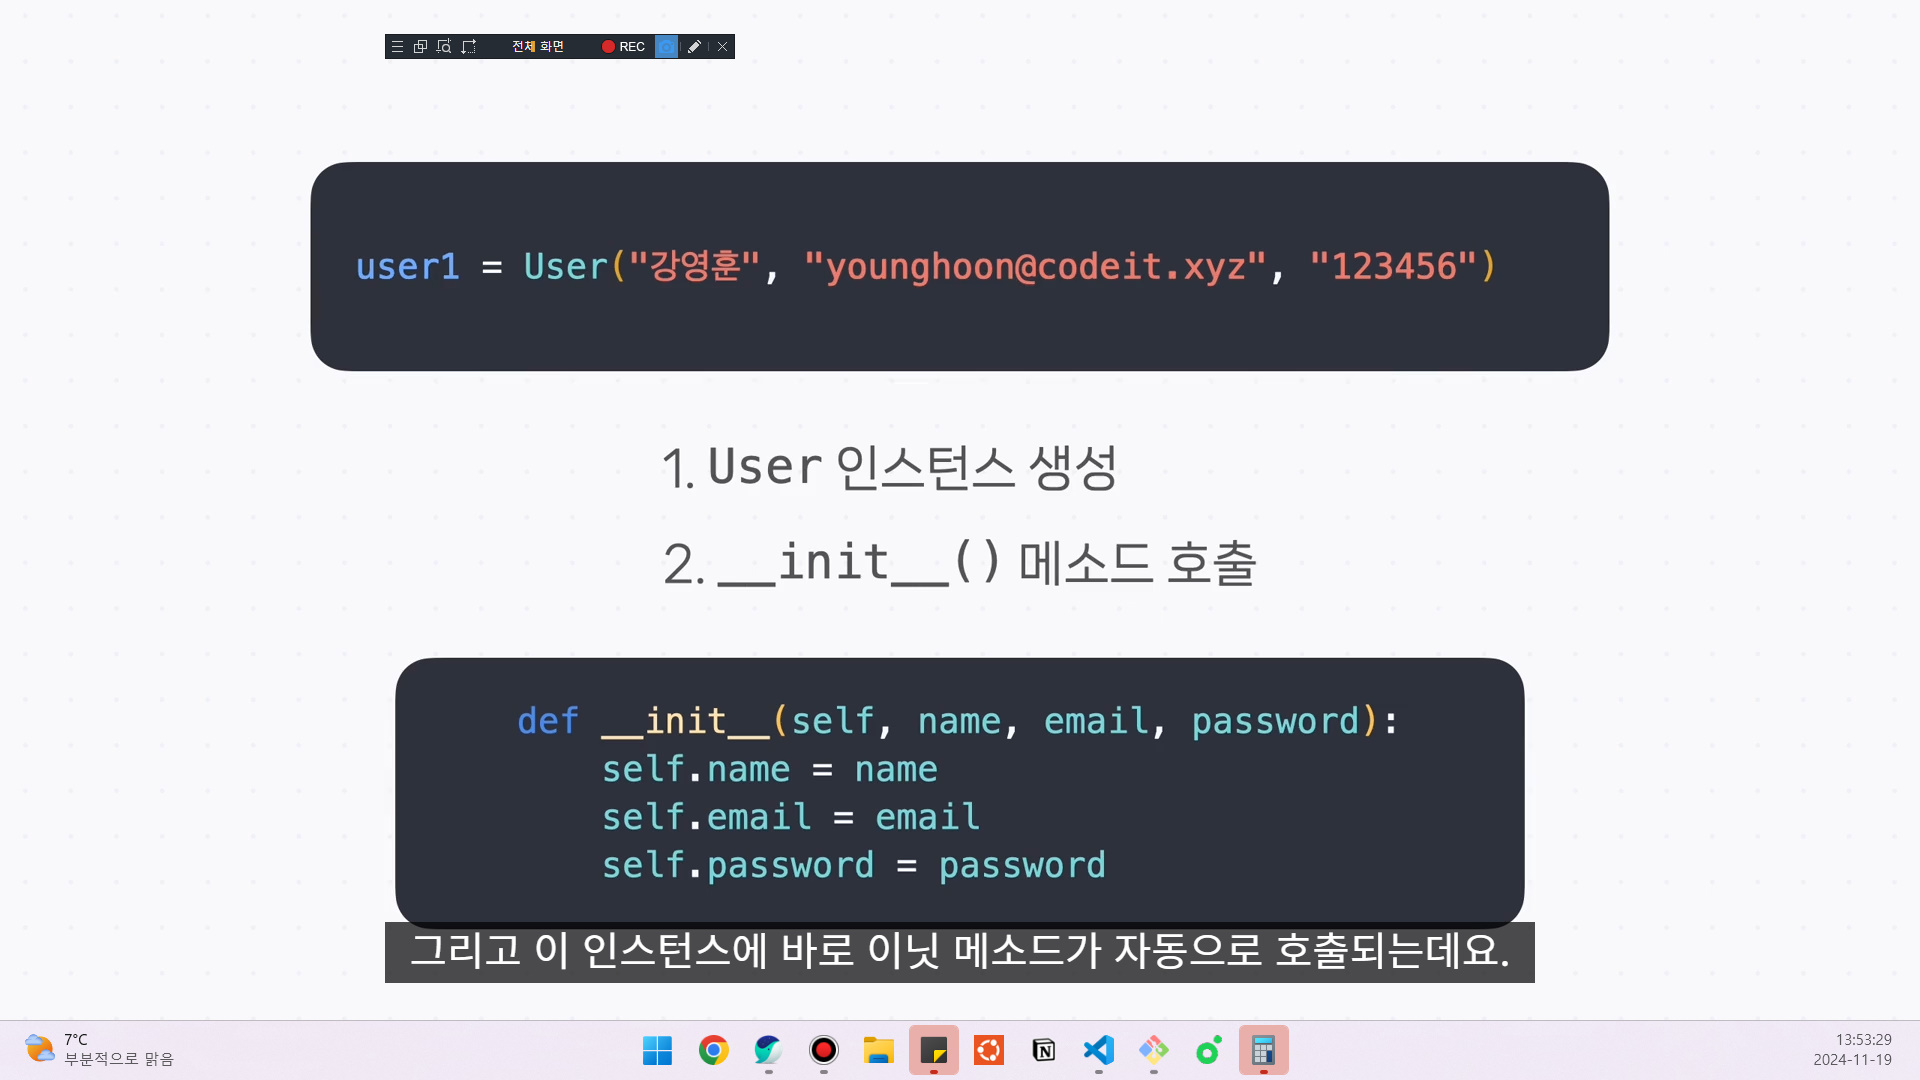 전체 화면 REC
user1 = User("강영훈", "younghoon@codeit.xyz", "123456")
1. User 인스턴스 생성
2. __init__() 메소드 호출
def __init__(self, name, email, password):
self.name = name
self.email = email
self.password = password
그리고 이 인스턴스에 바로 이닛 메소드가 자동으로 호출되는데요.
7°C
부분적으로 맑음
13:53:29
2024-11-19